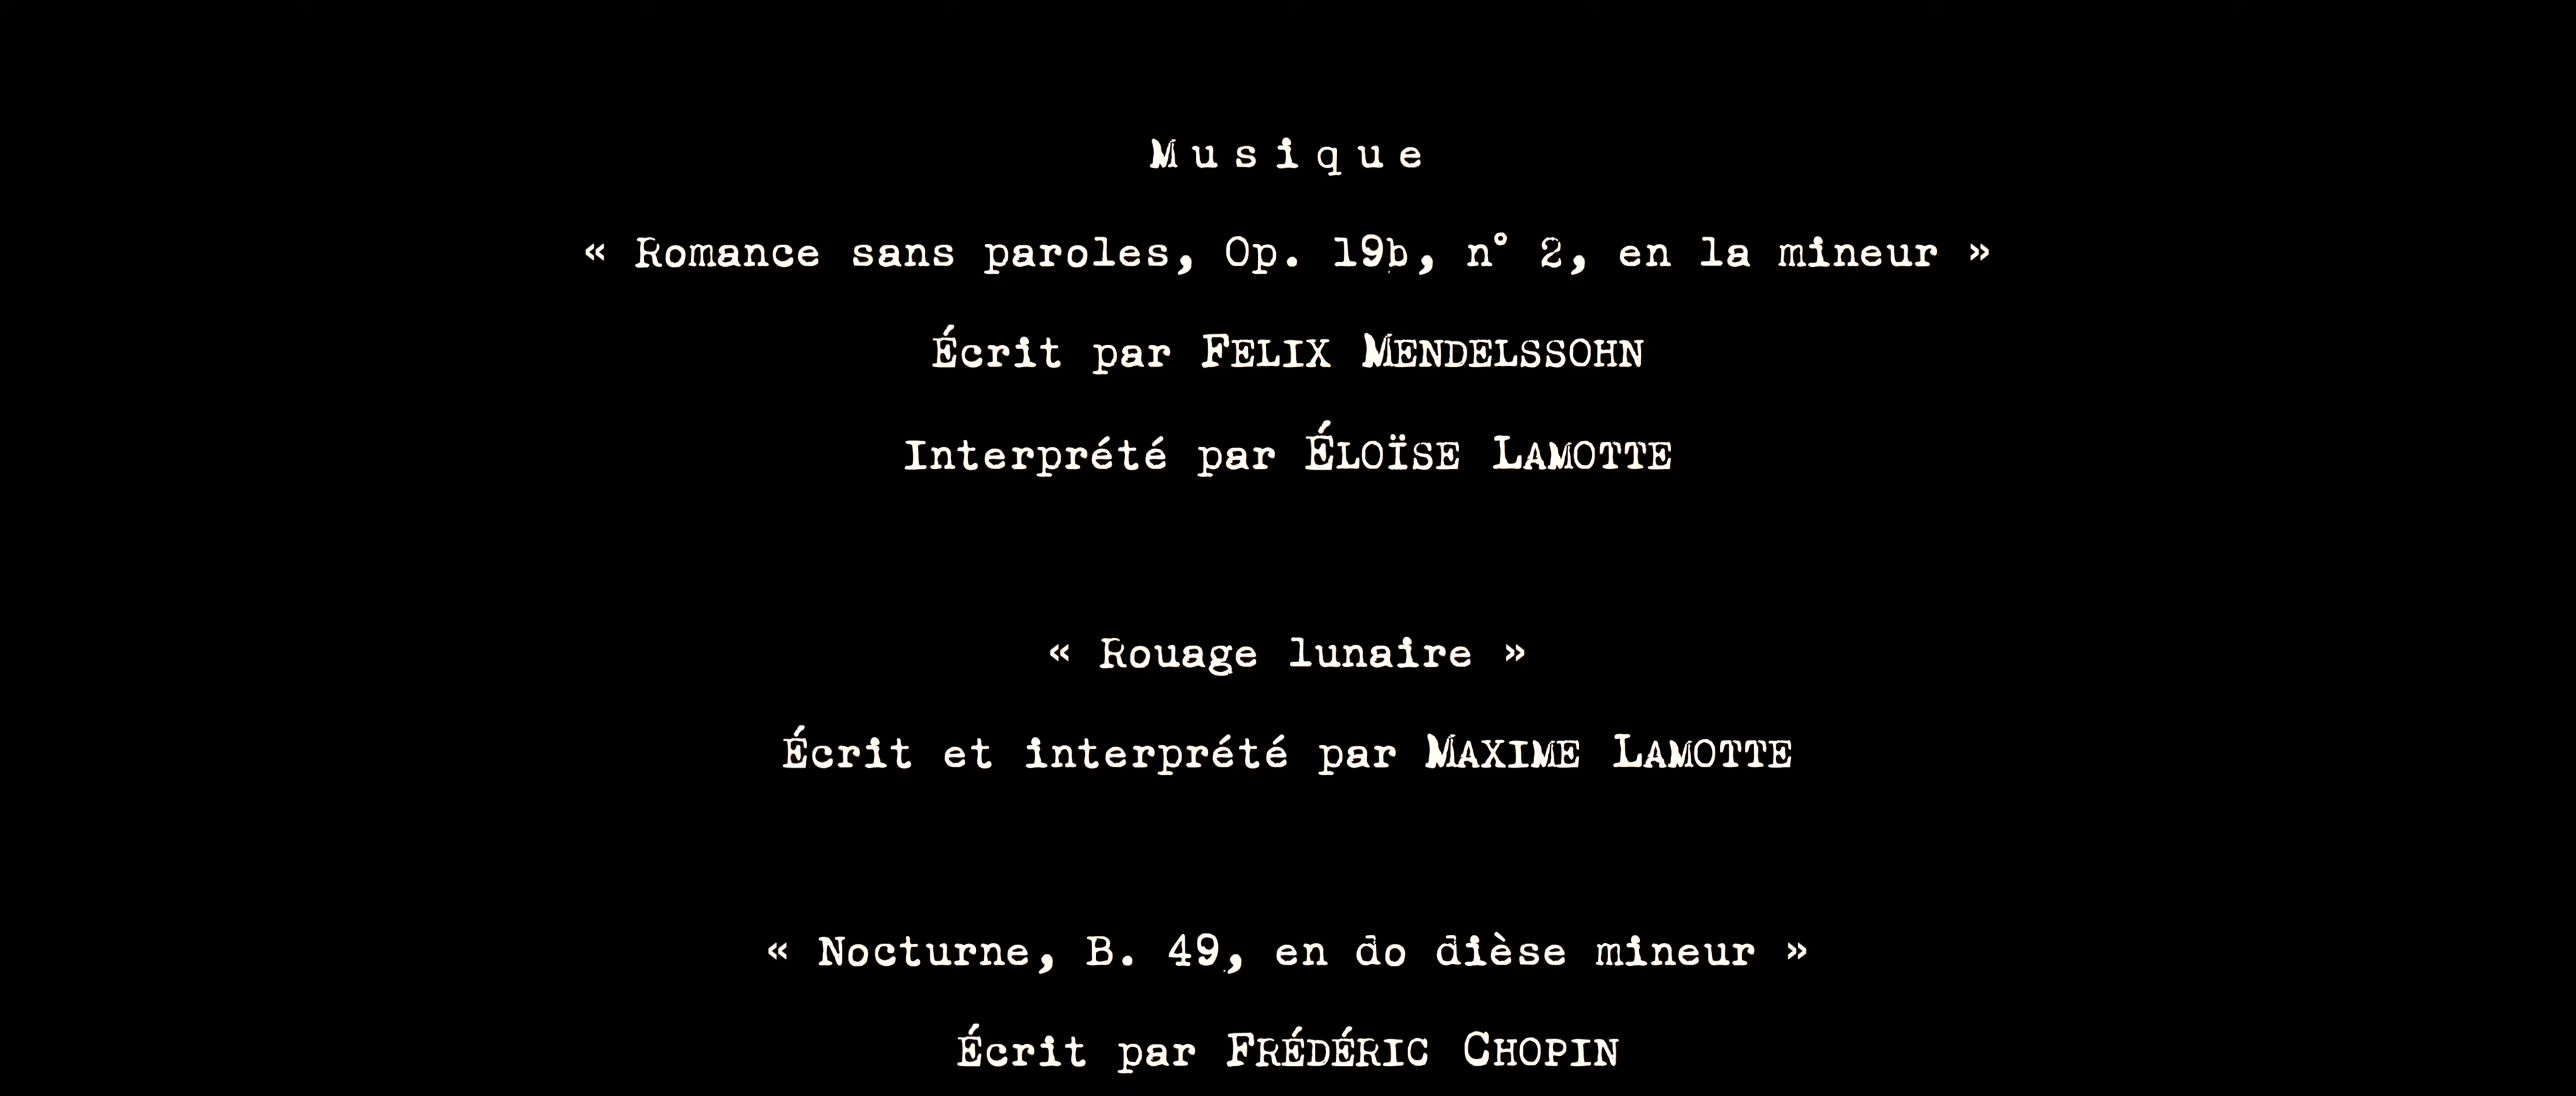 Musique
« Romance sans paroles, Op. 19b, n° 2, en la mineur »
Écrit par FELIX MENDELSSOHN
Interprété par ÉLOÏSE LAMOTTE
« Rouage lunaire »
Écrit et interprété par MAXIME LAMOTTE
« Nocturne, B. 49, en do dièse mineur »
Écrit par FRÉDÉRIC CHOPIN